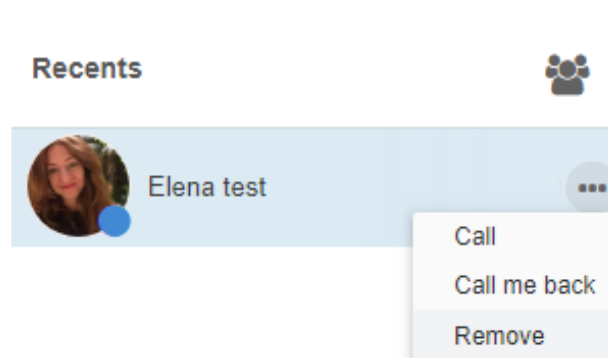 Recents
Elena test
Call
Call me back
Remove